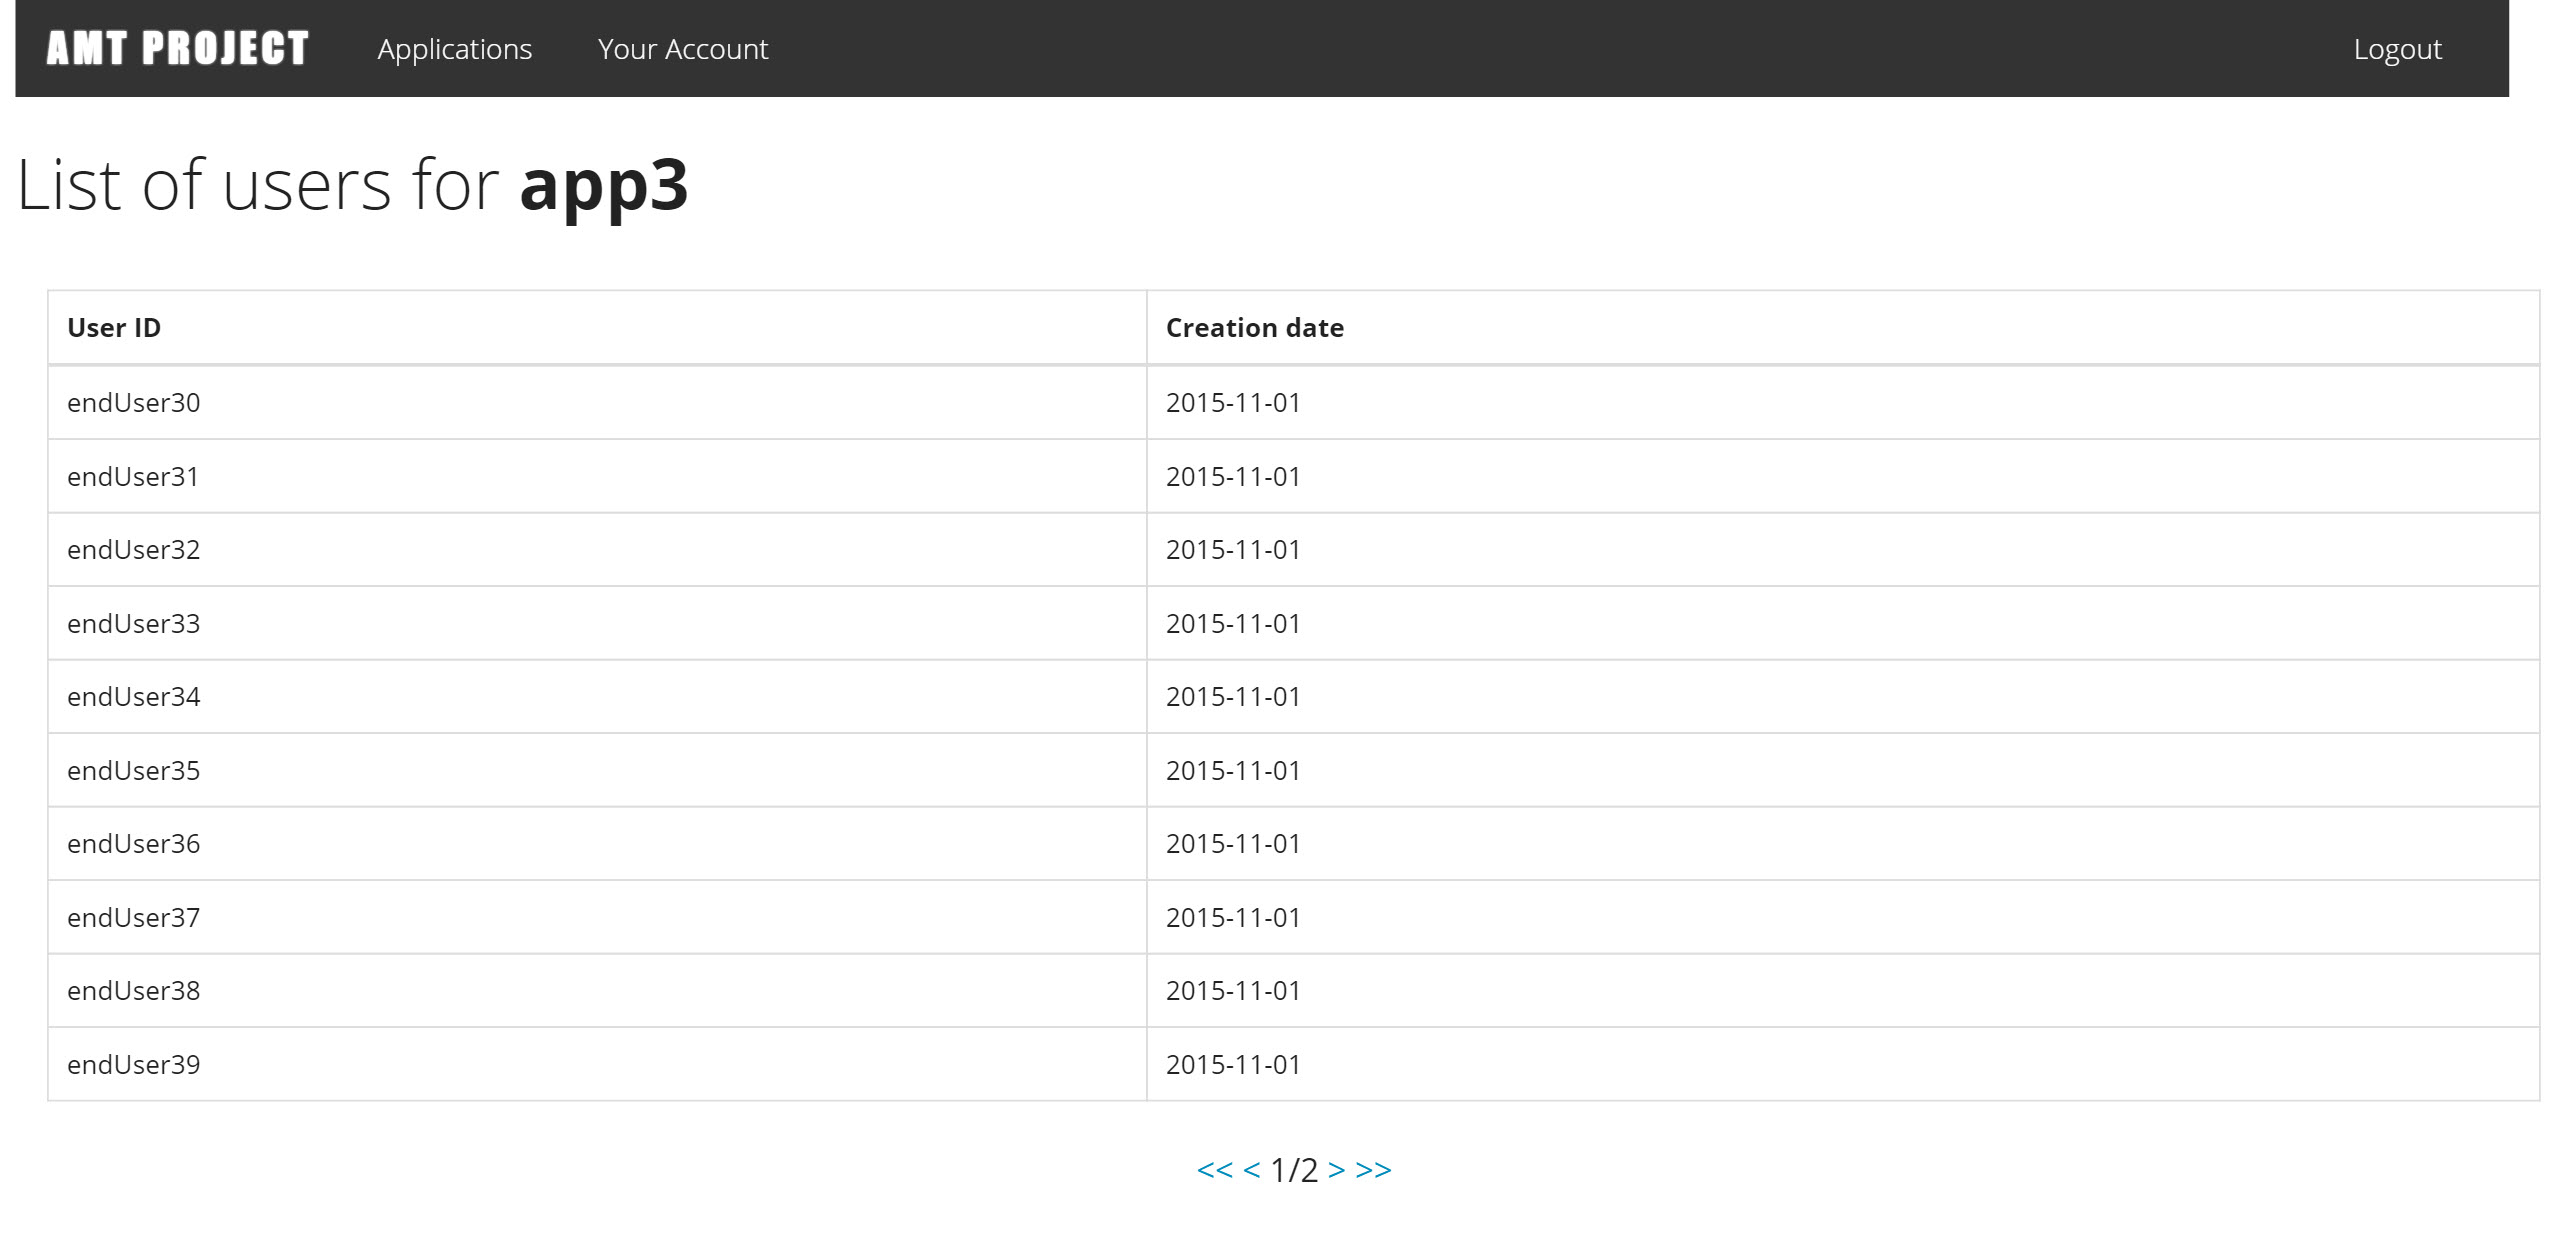 AMT PROJECT Applications Your Account Logout
List of users for app3
User ID Creation date
endUser30 2015-11-01
endUser31 2015-11-01
endUser32 2015-11-01
endUser33 2015-11-01
endUser34 2015-11-01
endUser35 2015-11-01
endUser36 2015-11-01
endUser37 2015-11-01
endUser38 2015-11-01
endUser39 2015-11-01
<< < 1/2 > >>